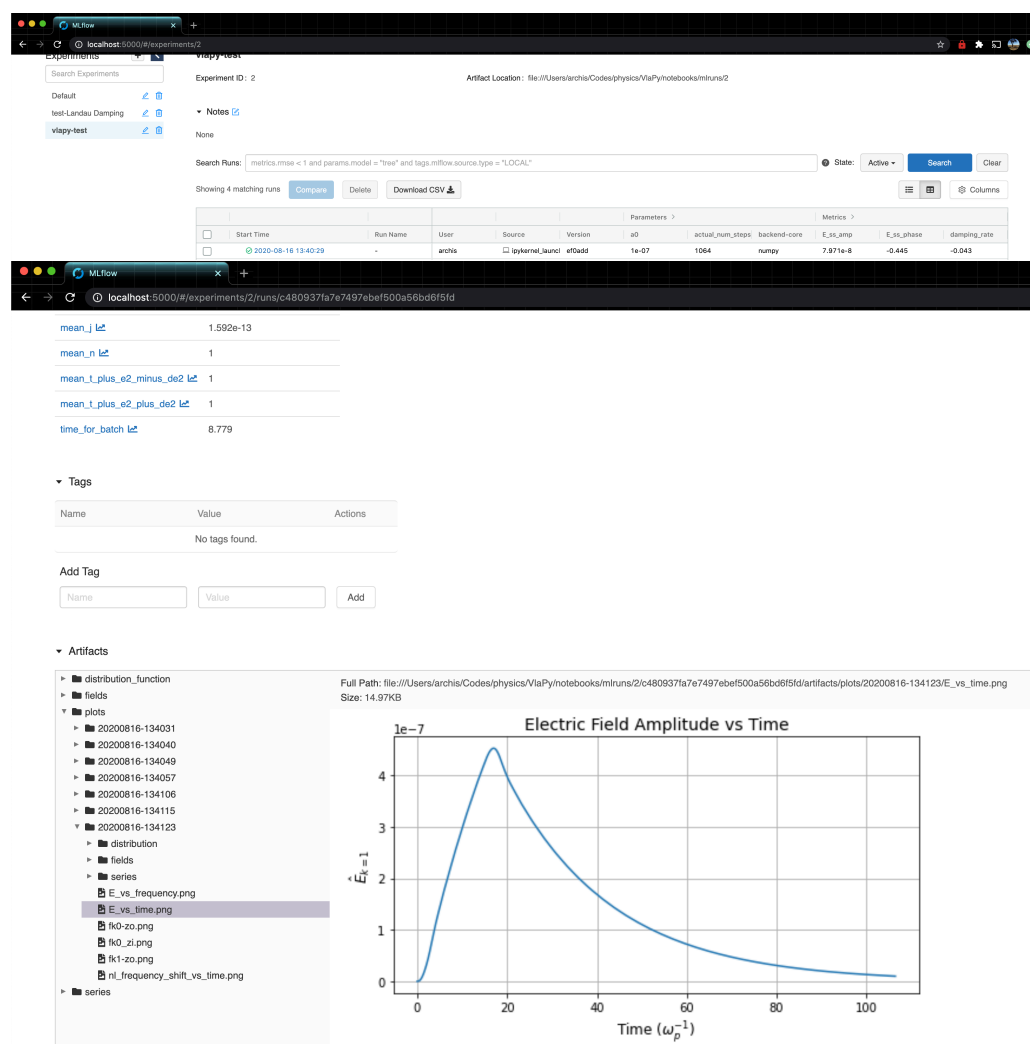 MLflow
localhost:5000/#/experiments/2
Experiments
vlapy-test
Search Experiments
Experiment ID : 2
Artifact Location : file:///Users/archis/Codes/physics/VlaPy/notebooks/mlruns/2
Default
test-Landau Damping
vlapy-test
Notes
None
Search Runs:
metrics.rmse < 1 and params.model = "tree" and tags.mlflow.source.type = "LOCAL"
State:
Active
Search
Clear
Showing 4 matching runs
Compare
Delete
Download CSV
Columns
Parameters >
Metrics >
Start Time Run Name User Source Version a0 actual_num_steps backend-core E_ss_amp E_ss_phase damping_rate
2020-08-16 13:40:29 - archis ipykernel_launcl ef0add 1e-07 1064 numpy 7.971e-8 -0.445 -0.043
MLflow
localhost:5000/#/experiments/2/runs/c480937fa7e7497ebef500a56bd6f5fd
mean_j 1.592e-13
mean_n 1
mean_t_plus_e2_minus_de2 1
mean_t_plus_e2_plus_de2 1
time_for_batch 8.779
Tags
Name Value Actions
No tags found.
Add Tag
Name Value Add
Artifacts
distribution_function
fields
plots
20200816-134031
20200816-134040
20200816-134049
20200816-134057
20200816-134106
20200816-134115
20200816-134123
distribution
fields
series
E_vs_frequency.png
E_vs_time.png
fk0-zo.png
fk0_zi.png
fk1-zo.png
nl_frequency_shift_vs_time.png
series
Full Path: file:///Users/archis/Codes/physics/VlaPy/notebooks/mlruns/2/c480937fa7e7497ebef500a56bd6f5fd/artifacts/plots/20200816-134123/E_vs_time.png
Size: 14.97KB
1e−7
Electric Field Amplitude vs Time
4
3
2
1
0
Ê_{k=1}
0 20 40 60 80 100
Time (ω_p^{-1})